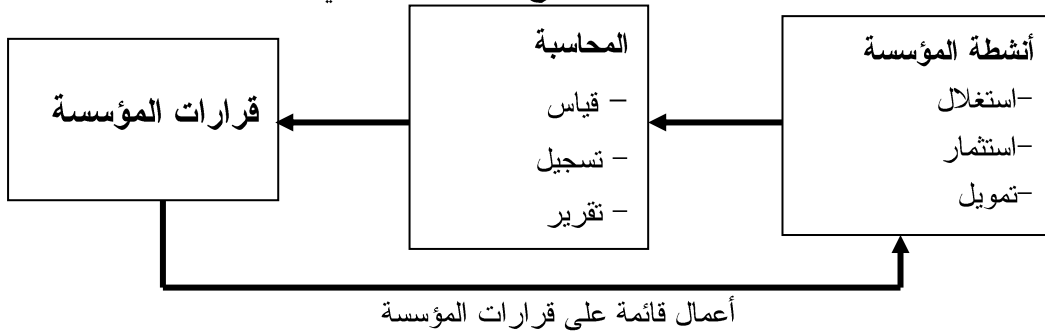 أنشطة المؤسسة
-استغلال
-استثمار
-تمويل
المحاسبة
- قياس
- تسجيل
- تقرير
قرارات المؤسسة
أعمال قائمة على قرارات المؤسسة